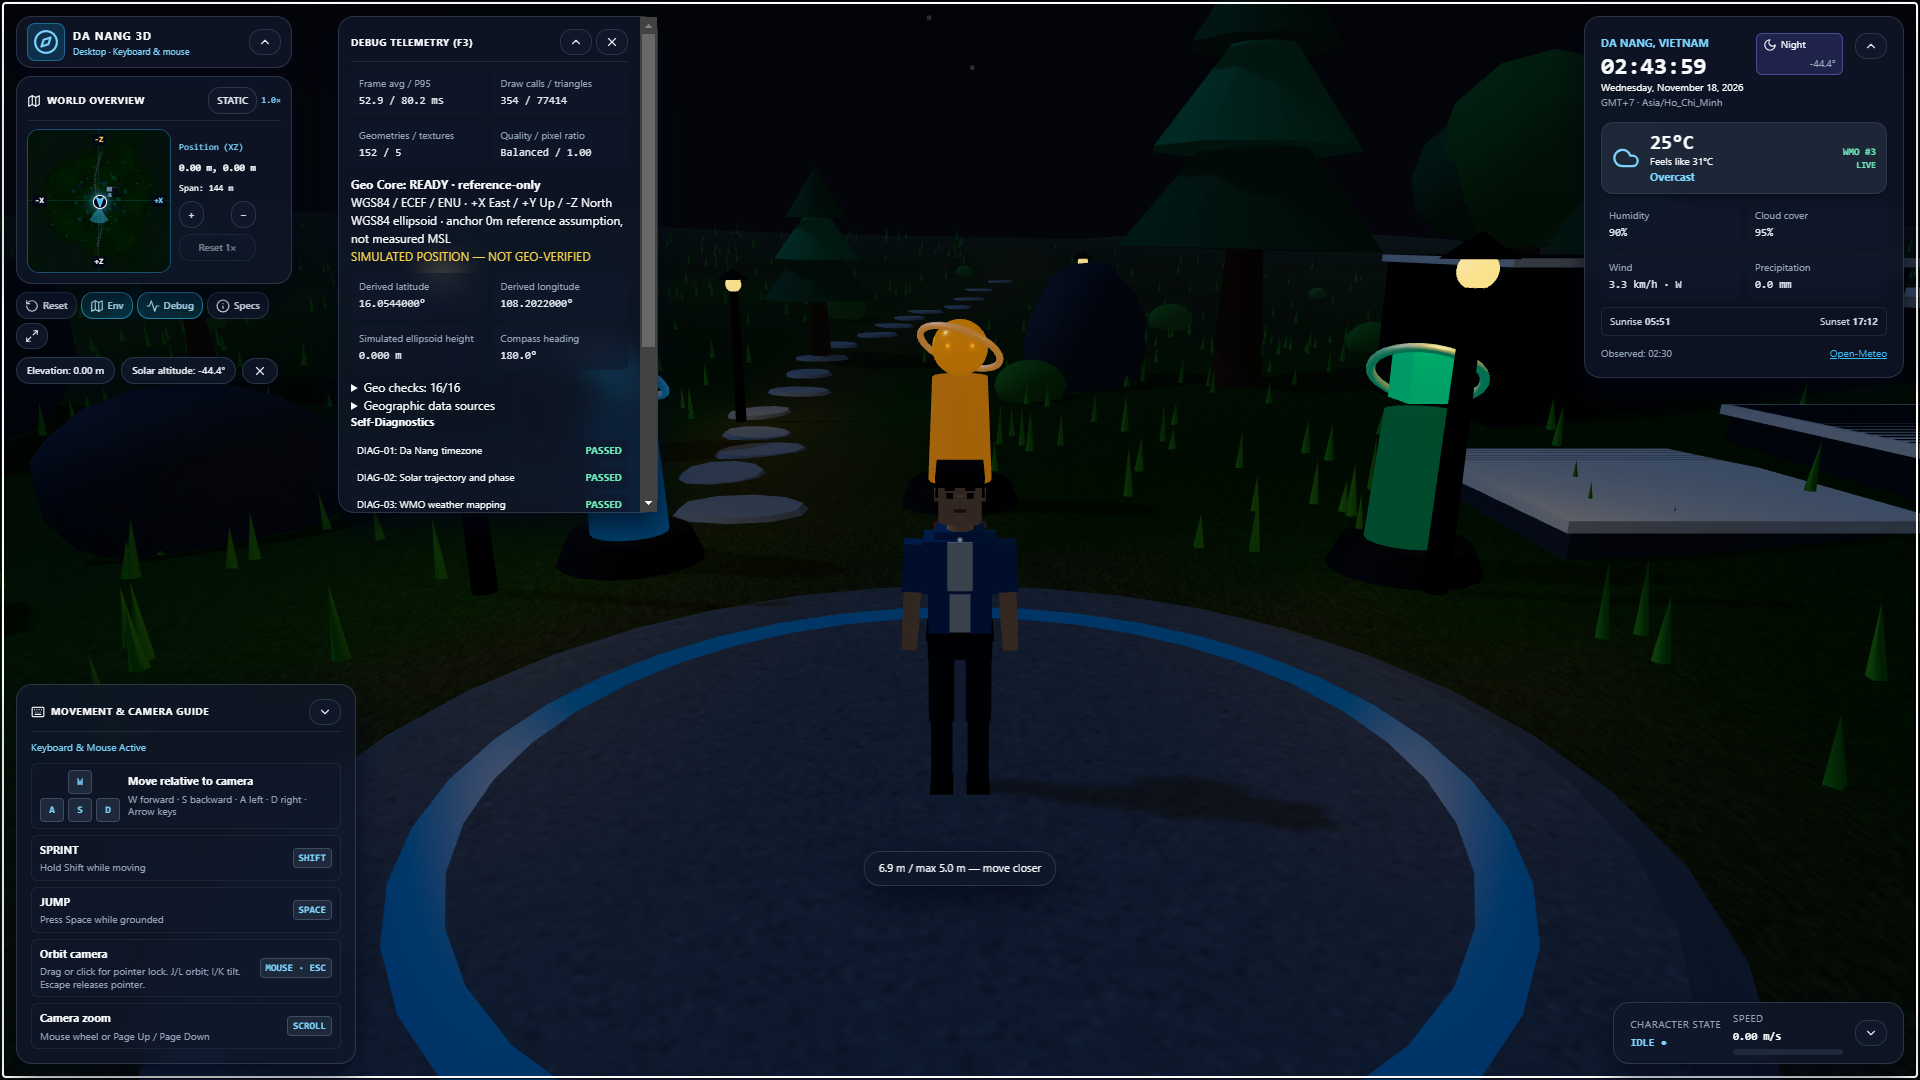 DA NANG 3D
Desktop · Keyboard & mouse
WORLD OVERVIEW
STATIC
1.0×
-Z
-X
+X
+Z
Position (XZ)
0.00 m, 0.00 m
Span: 144 m
+
−
Reset 1×
Reset
Env
Debug
Specs
Elevation: 0.00 m
Solar altitude: -44.4°
DEBUG TELEMETRY (F3)
Frame avg / P95
52.9 / 80.2 ms
Draw calls / triangles
354 / 77414
Geometries / textures
152 / 5
Quality / pixel ratio
Balanced / 1.00
Geo Core: READY · reference-only
WGS84 / ECEF / ENU · +X East / +Y Up / -Z North
WGS84 ellipsoid · anchor 0m reference assumption,
not measured MSL
SIMULATED POSITION — NOT GEO-VERIFIED
Derived latitude
16.0544000°
Derived longitude
108.2022000°
Simulated ellipsoid height
0.000 m
Compass heading
180.0°
Geo checks: 16/16
Geographic data sources
Self-Diagnostics
DIAG-01: Da Nang timezone
PASSED
DIAG-02: Solar trajectory and phase
PASSED
DIAG-03: WMO weather mapping
PASSED
DA NANG, VIETNAM
02:43:59
Wednesday, November 18, 2026
GMT+7 · Asia/Ho_Chi_Minh
Night
-44.4°
25°C
Feels like 31°C
Overcast
WMO #3
LIVE
Humidity
90%
Cloud cover
95%
Wind
3.3 km/h · W
Precipitation
0.0 mm
Sunrise 05:51
Sunset 17:12
Observed: 02:30
Open-Meteo
MOVEMENT & CAMERA GUIDE
Keyboard & Mouse Active
W
A
S
D
Move relative to camera
W forward · S backward · A left · D right ·
Arrow keys
SPRINT
Hold Shift while moving
SHIFT
JUMP
Press Space while grounded
SPACE
Orbit camera
Drag or click for pointer lock. J/L orbit; I/K tilt.
Escape releases pointer.
MOUSE · ESC
Camera zoom
Mouse wheel or Page Up / Page Down
SCROLL
6.9 m / max 5.0 m — move closer
CHARACTER STATE
IDLE
SPEED
0.00 m/s